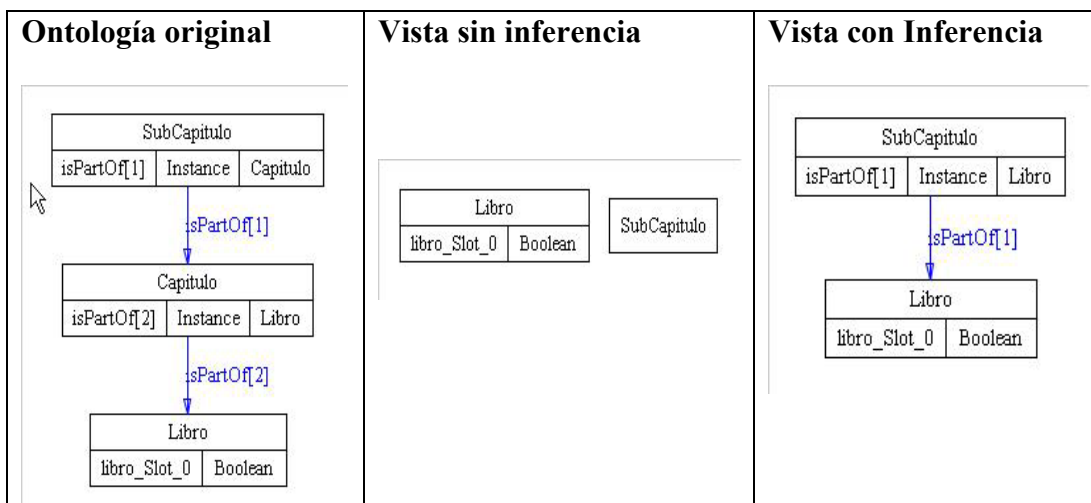 Ontología original
SubCapitulo
isPartOf[1] Instance Capitulo
isPartOf[1]
Capitulo
isPartOf[2] Instance Libro
isPartOf[2]
Libro
libro_Slot_0 Boolean
Vista sin inferencia
Libro
libro_Slot_0 Boolean
SubCapitulo
Vista con Inferencia
SubCapitulo
isPartOf[1] Instance Libro
isPartOf[1]
Libro
libro_Slot_0 Boolean